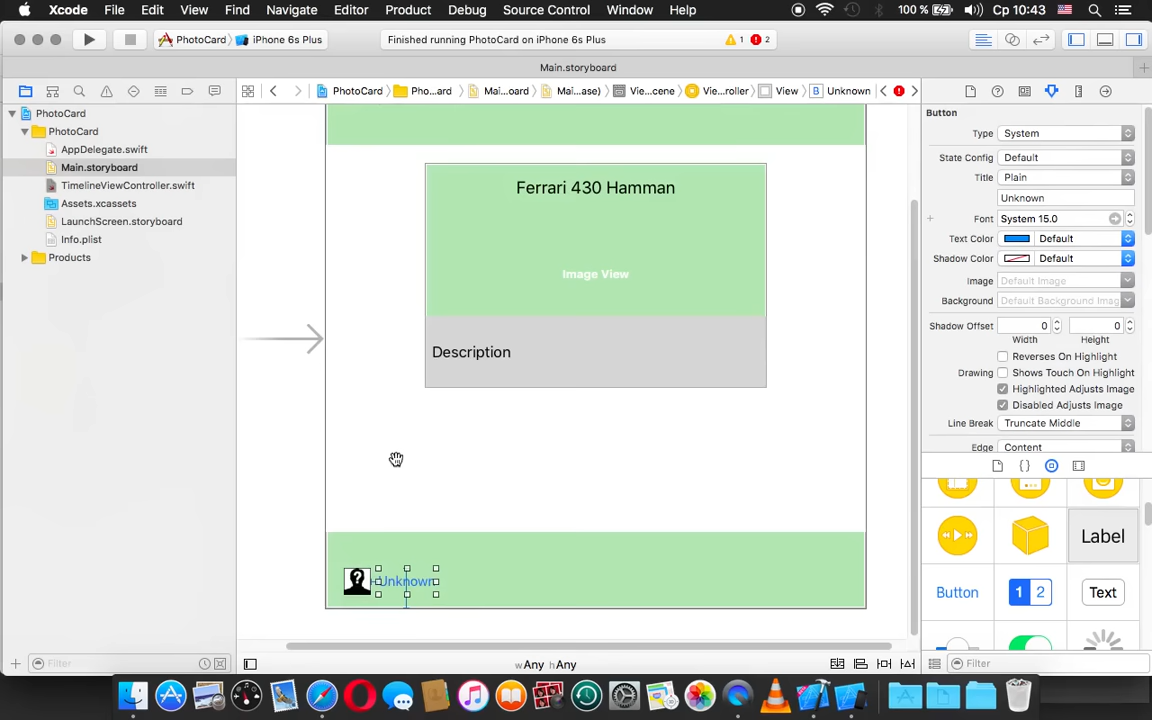 Xcode File Edit View Find Navigate Editor Product Debug Source Control Window Help 100 % Ср 10:43
PhotoCard iPhone 6s Plus Finished running PhotoCard on iPhone 6s Plus 1 2
Main.storyboard
PhotoCard Pho...ard Mai...oard Mai...ase) Vie...cene Vie...roller View B Unknown
PhotoCard
PhotoCard
AppDelegate.swift
Main.storyboard
TimelineViewController.swift
Assets.xcassets
LaunchScreen.storyboard
Info.plist
Products
Filter
Ferrari 430 Hamman
Image View
Description
Unknown
wAny hAny
Button
Type System
State Config Default
Title Plain
Unknown
Font System 15.0
Text Color Default
Shadow Color Default
Image Default Image
Background Default Background Imag
Shadow Offset 0 0
Width Height
Reverses On Highlight
Drawing Shows Touch On Highlight
Highlighted Adjusts Image
Disabled Adjusts Image
Line Break Truncate Middle
Edge Content
Label
Button 1 2 Text
Filter